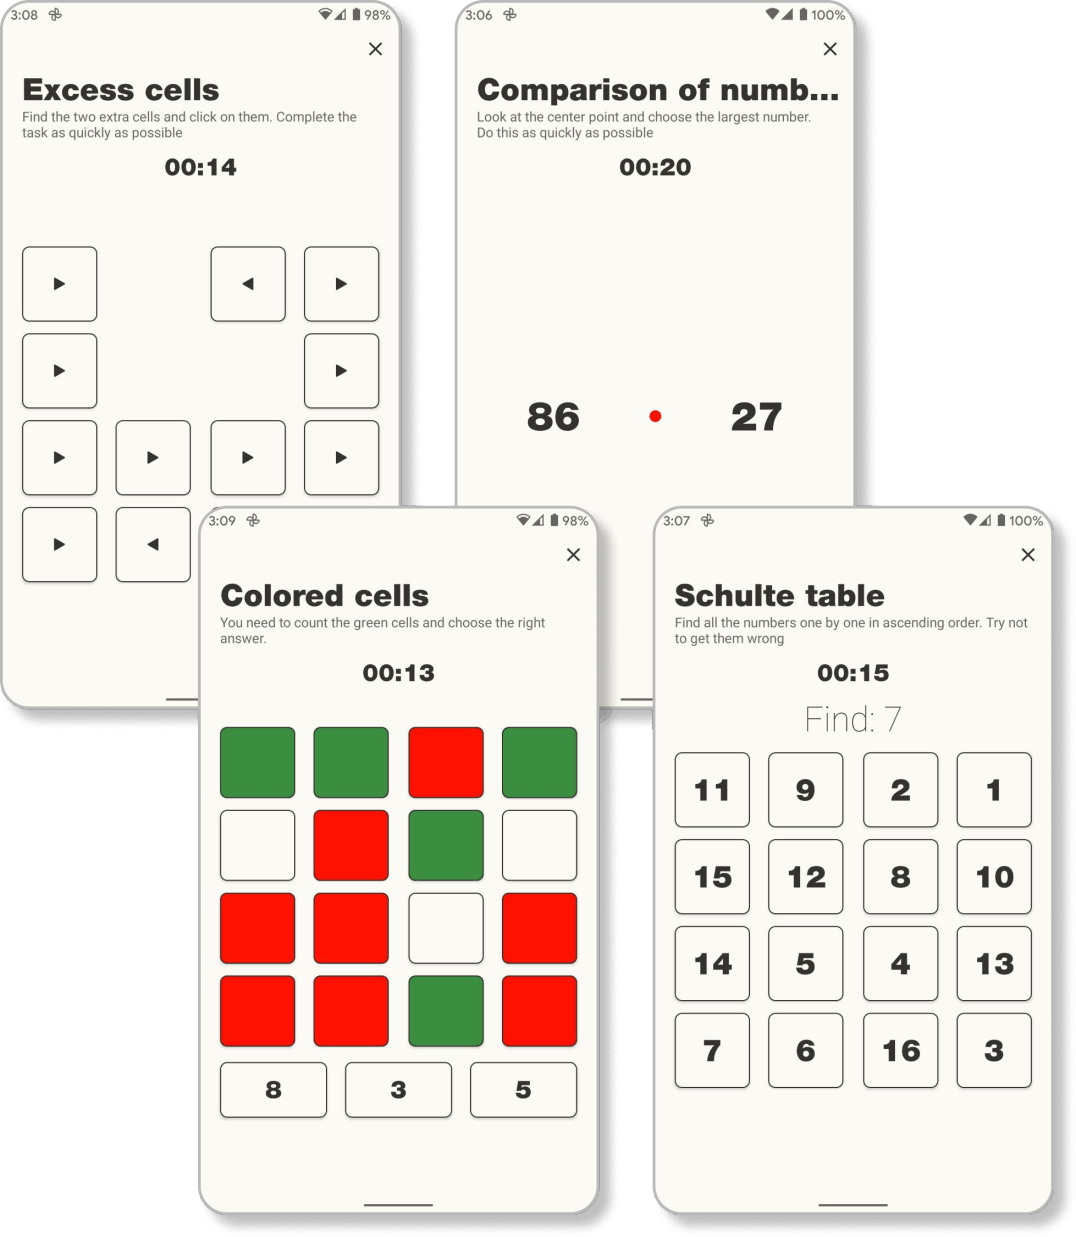 3:08 98%
Excess cells
Find the two extra cells and click on them. Complete the
task as quickly as possible
00:14
3:06 100%
Comparison of numb...
Look at the center point and choose the largest number.
Do this as quickly as possible
00:20
86 27
3:09 98%
Colored cells
You need to count the green cells and choose the right
answer.
00:13
8 3 5
3:07 100%
Schulte table
Find all the numbers one by one in ascending order. Try not
to get them wrong
00:15
Find: 7
11 9 2 1
15 12 8 10
14 5 4 13
7 6 16 3